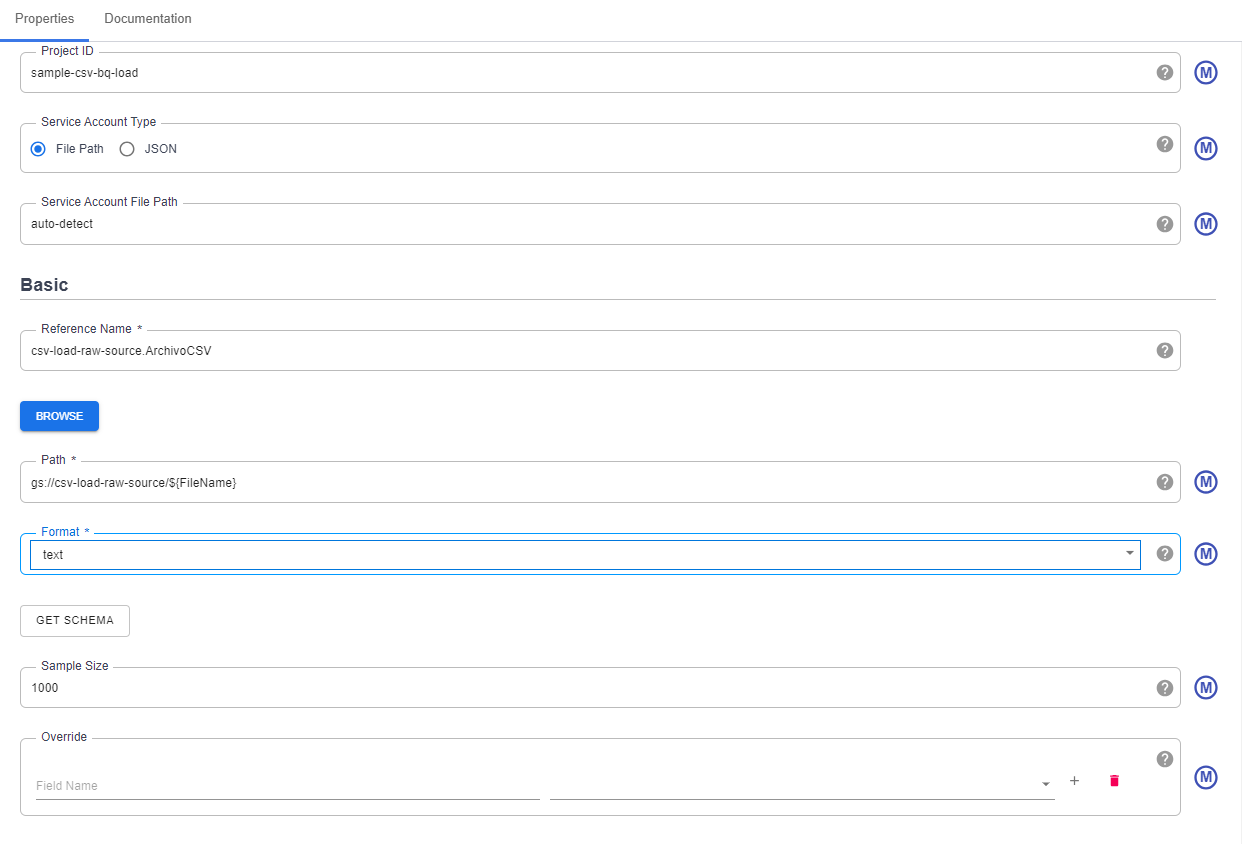 Properties Documentation
Project ID
sample-csv-bq-load
M
Service Account Type
File Path JSON
M
Service Account File Path
auto-detect
M
Basic
Reference Name *
csv-load-raw-source.ArchivoCSV
BROWSE
Path *
gs://csv-load-raw-source/${FileName}
M
Format *
text
M
GET SCHEMA
Sample Size
1000
M
Override
Field Name
M